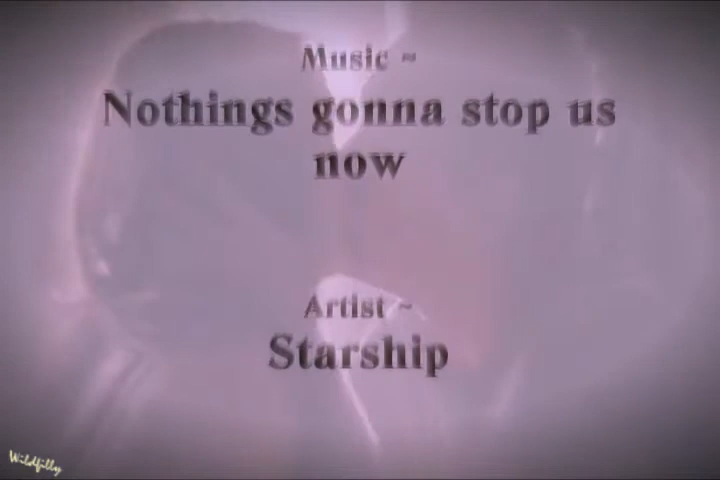 Music ~
Nothings gonna stop us
now
Artist ~
Starship
Wildfilly